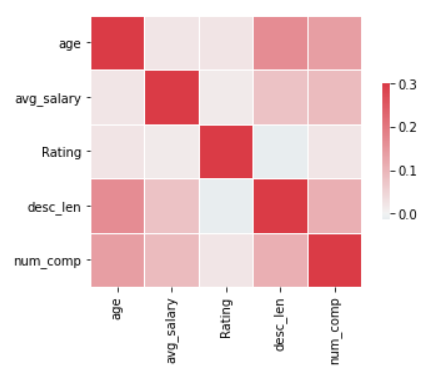 age
avg_salary
Rating
desc_len
num_comp
0.3
0.2
0.1
0.0
age
avg_salary
Rating
desc_len
num_comp